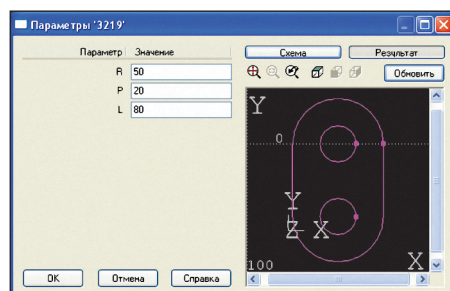 Параметры '3219'
Параметр Значение
R 50
P 20
L 80
Схема Результат
Обновить
Y
0
Y
Z X
100 X
OK Отмена Справка